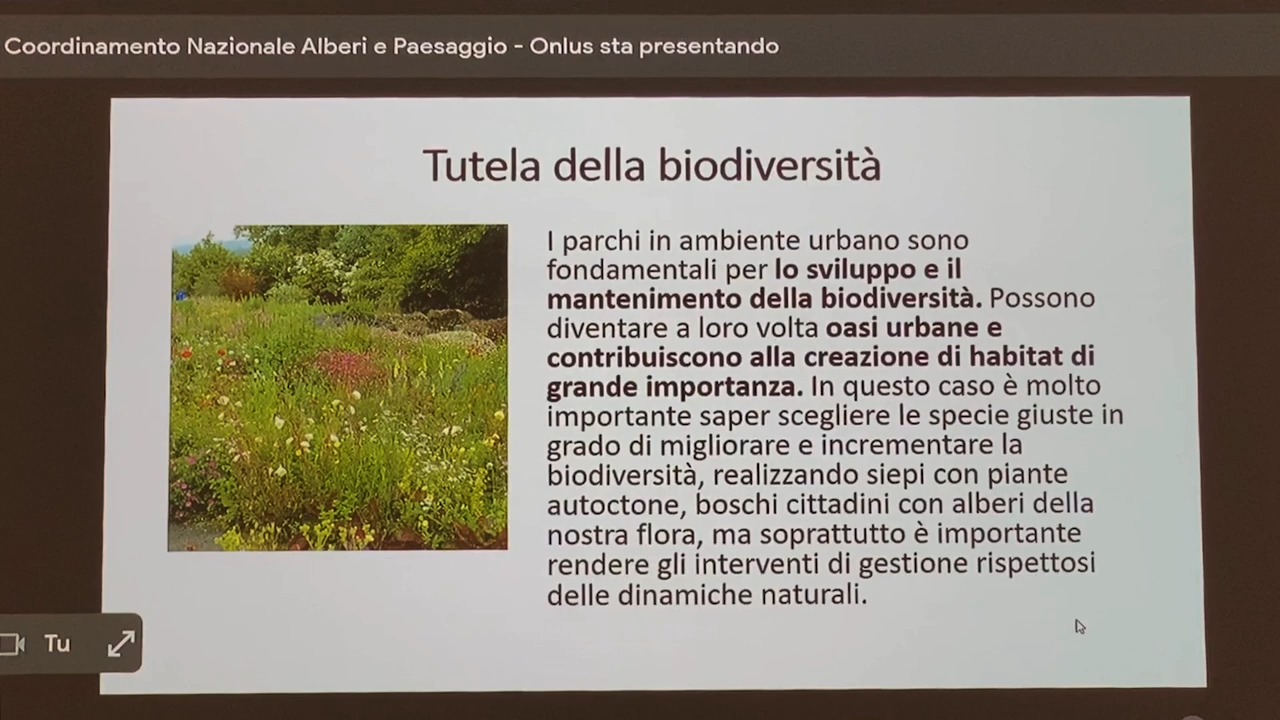 Coordinamento Nazionale Alberi e Paesaggio - Onlus sta presentando
Tutela della biodiversità
I parchi in ambiente urbano sono
fondamentali per lo sviluppo e il
mantenimento della biodiversità. Possono
diventare a loro volta oasi urbane e
contribuiscono alla creazione di habitat di
grande importanza. In questo caso è molto
importante saper scegliere le specie giuste in
grado di migliorare e incrementare la
biodiversità, realizzando siepi con piante
autoctone, boschi cittadini con alberi della
nostra flora, ma soprattutto è importante
rendere gli interventi di gestione rispettosi
delle dinamiche naturali.
Tu